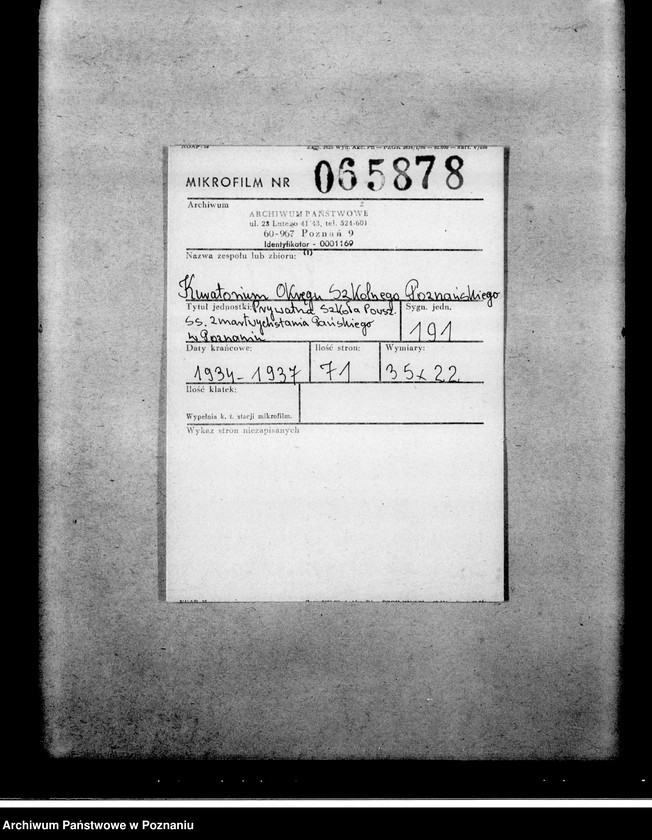 MIKROFILM NR 065878
Archiwum
ARCHIWUM PAŃSTWOWE
ul. 23 Lutego 41/43, tel. 524-601
60-967 Poznań 9
Identyfikator - 0001169
Nazwa zespołu lub zbioru: (1)
Kuratorium Okręgu Szkolnego Poznańskiego
Tytuł jednostki: Prywatna Szkoła Powsz.
SS. Zmartwychstania Pańskiego
w Poznaniu
Sygn. jedn.
191
Daty krańcowe: Ilość stron: Wymiary:
1934-1937 71 35x22
Ilość klatek:
Wypełnia k. t. stacji mikrofilm.
Wykaz stron niezapisanych
Archiwum Państwowe w Poznaniu